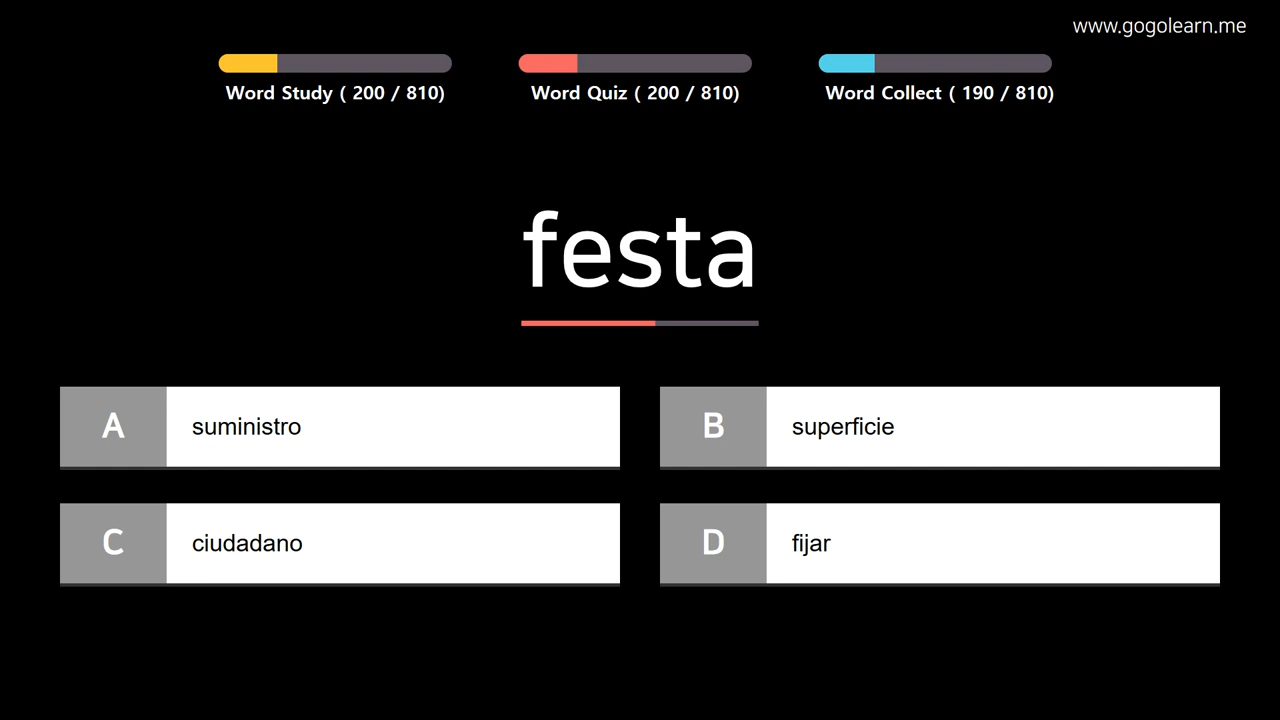 www.gogolearn.me
Word Study ( 200 / 810)
Word Quiz ( 200 / 810)
Word Collect ( 190 / 810)
festa
A suministro
B superficie
C ciudadano
D fijar